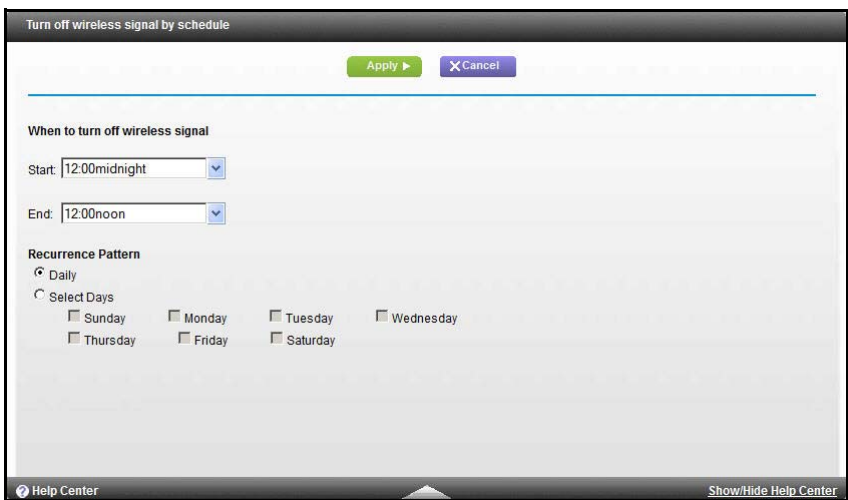 Turn off wireless signal by schedule
Apply Cancel
When to turn off wireless signal
Start: 12:00midnight
End: 12:00noon
Recurrence Pattern
Daily
Select Days
Sunday Monday Tuesday Wednesday
Thursday Friday Saturday
Help Center Show/Hide Help Center